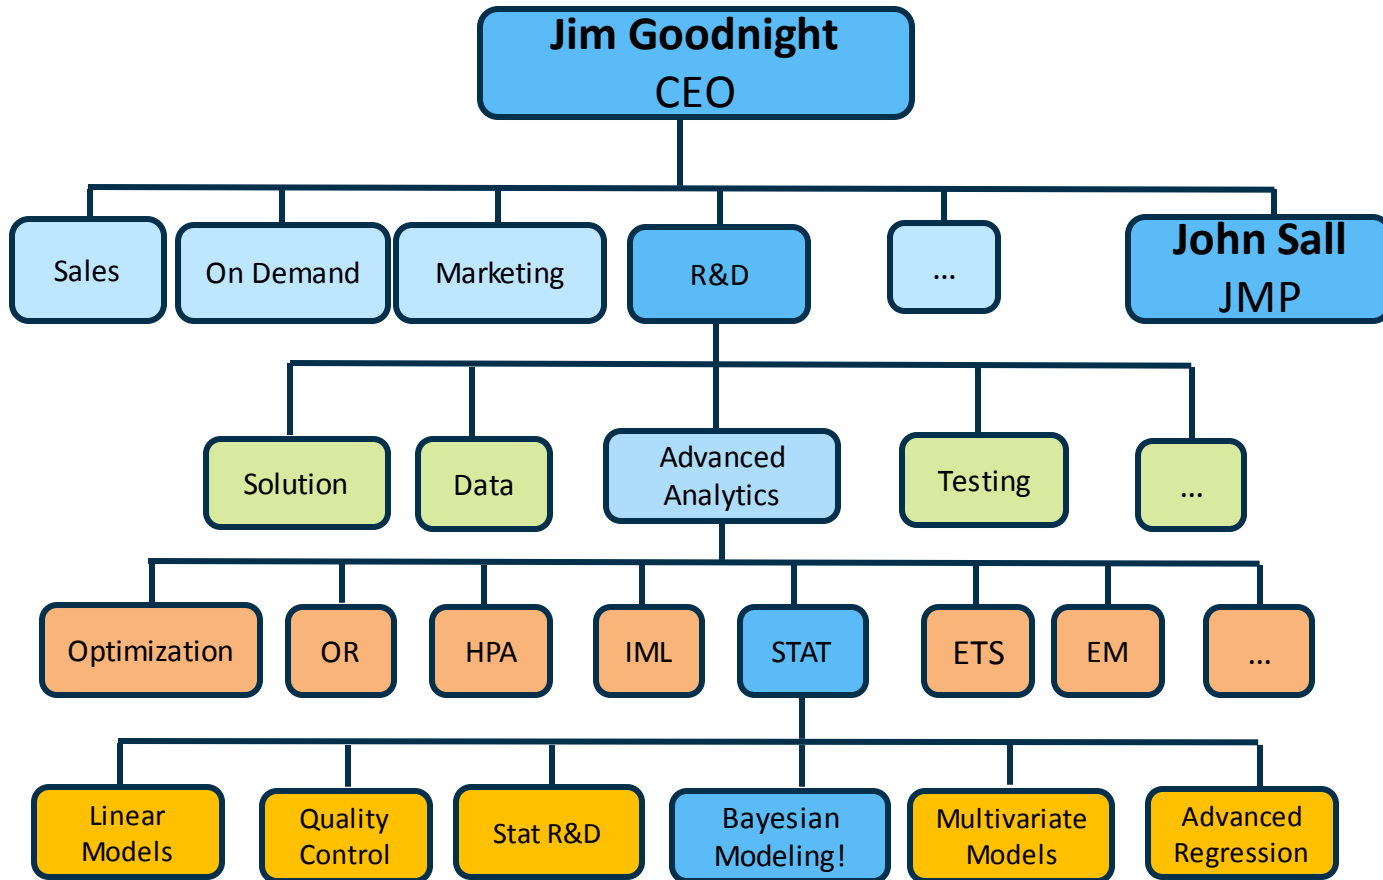 Jim Goodnight
CEO
Sales
On Demand
Marketing
R&D
...
John Sall
JMP
Solution
Data
Advanced
Analytics
Testing
...
Optimization
OR
HPA
IML
STAT
ETS
EM
...
Linear
Models
Quality
Control
Stat R&D
Bayesian
Modeling!
Multivariate
Models
Advanced
Regression